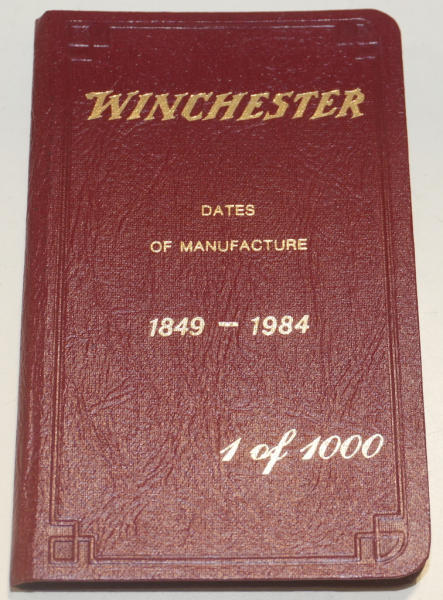 WINCHESTER
DATES
OF MANUFACTURE
1849 – 1984
1 of 1000